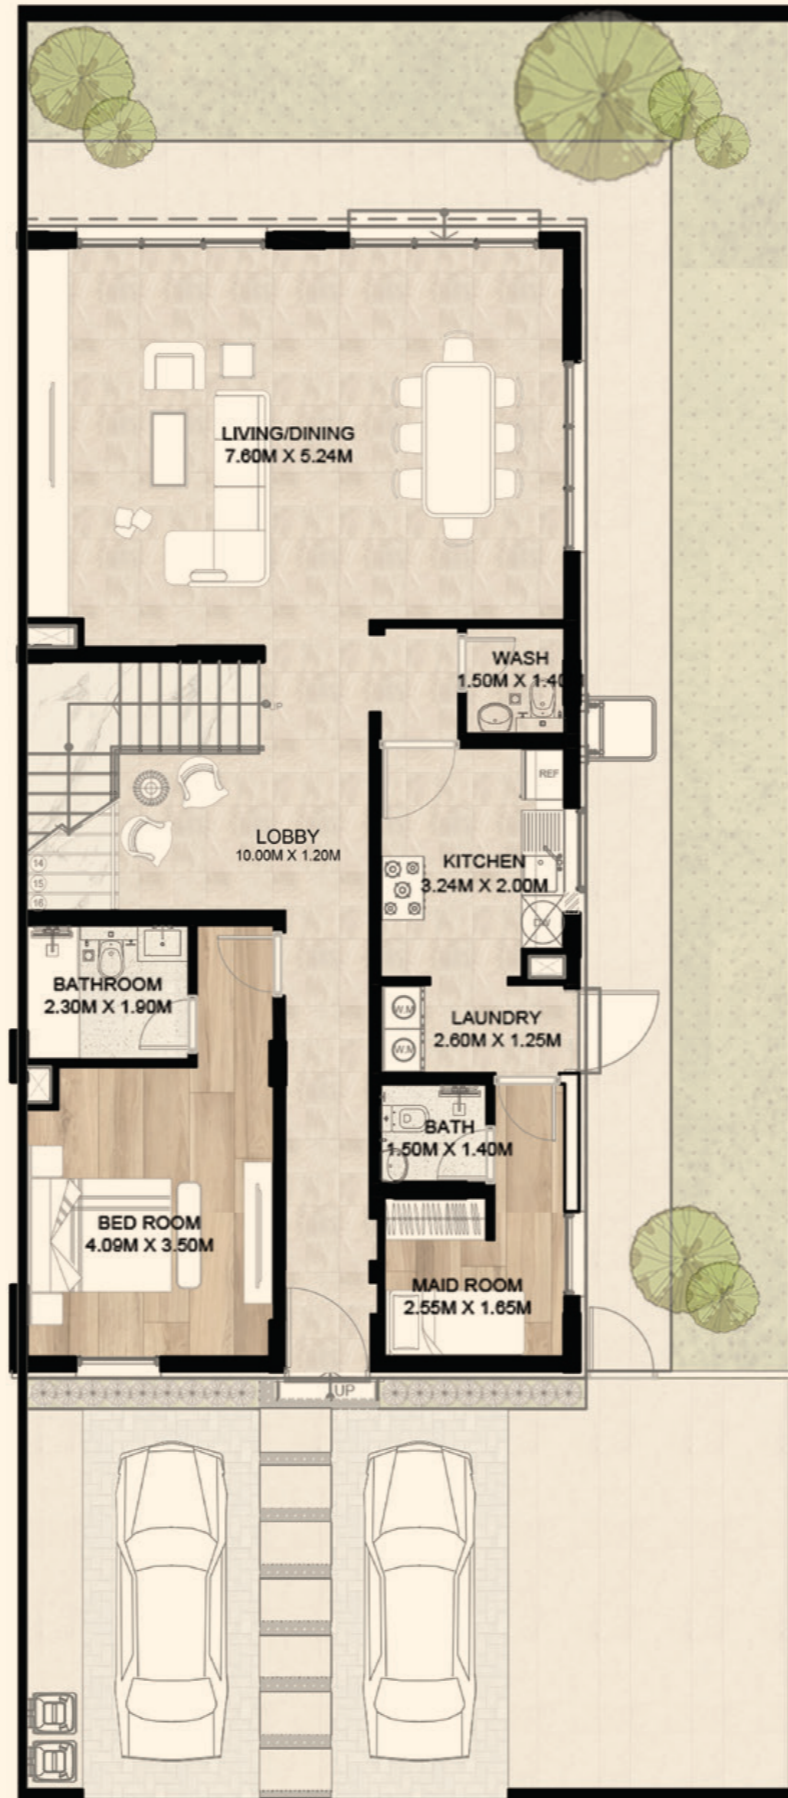 LIVING/DINING
7.60M X 5.24M
WASH
1.50M X 1.40
UP
REF
LOBBY
10.00M X 1.20M
KITCHEN
3.24M X 2.00M
14
15
16
DW
BATHROOM
2.30M X 1.90M
W.M
LAUNDRY
2.60M X 1.25M
W.M
BATH
1.50M X 1.40M
BED ROOM
4.09M X 3.50M
MAID ROOM
2.55M X 1.65M
UP